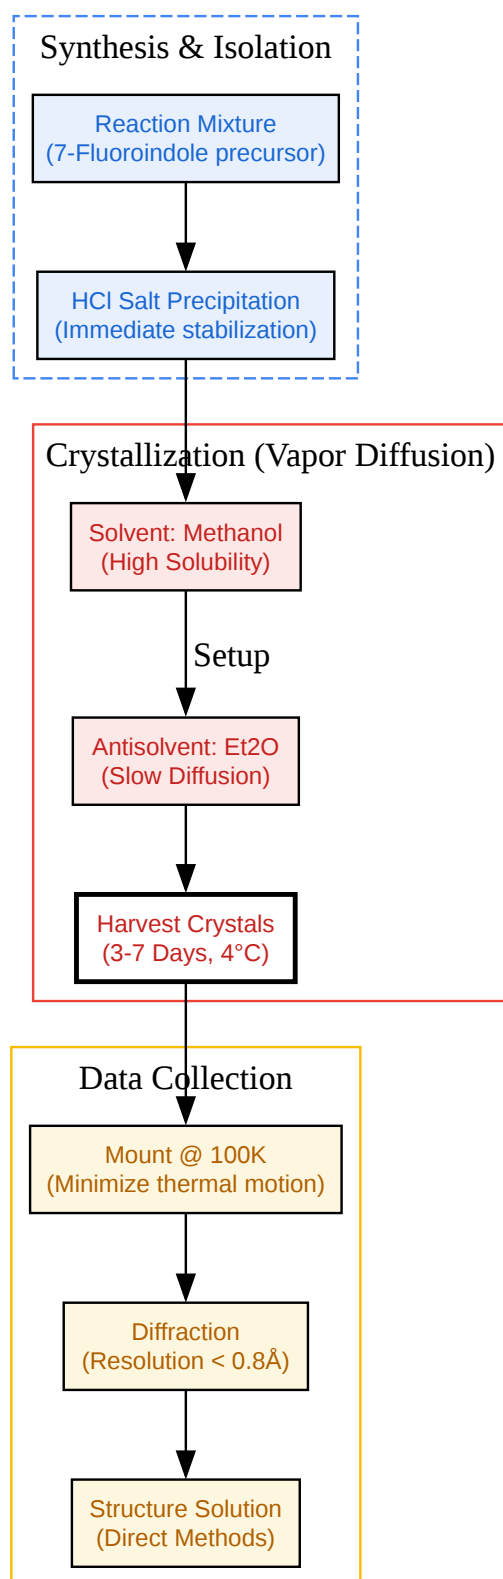 Synthesis & Isolation
Reaction Mixture
(7-Fluoroindole precursor)
HCl Salt Precipitation
(Immediate stabilization)
Crystallization (Vapor Diffusion)
Solvent: Methanol
(High Solubility)
Setup
Antisolvent: Et2O
(Slow Diffusion)
Harvest Crystals
(3-7 Days, 4°C)
Data Collection
Mount @ 100K
(Minimize thermal motion)
Diffraction
(Resolution < 0.8Å)
Structure Solution
(Direct Methods)